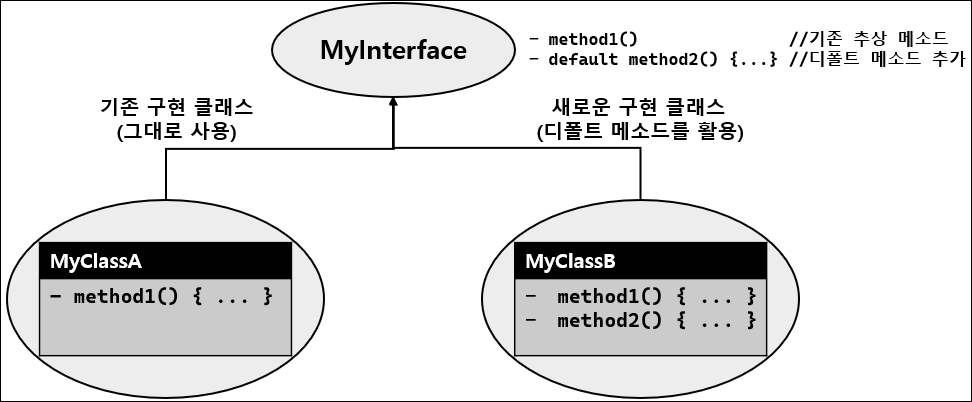 MyInterface
- method1() //기존 추상 메소드
- default method2() {...} //디폴트 메소드 추가
기존 구현 클래스
(그대로 사용)
새로운 구현 클래스
(디폴트 메소드를 활용)
MyClassA
- method1() { ... }
MyClassB
- method1() { ... }
- method2() { ... }